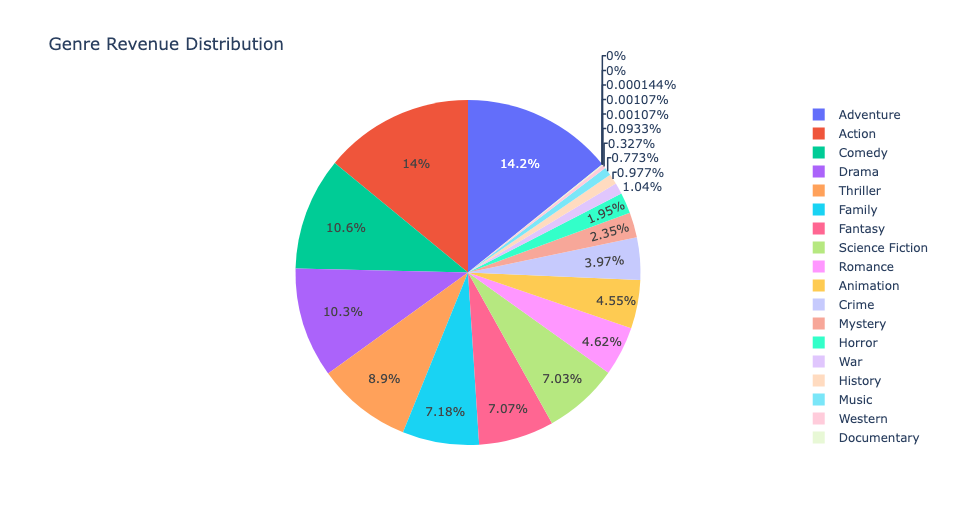 Genre Revenue Distribution
0%
0%
0.000144%
0.00107%
0.00107%
0.0933%
0.327%
0.773%
0.977%
1.04%
14%
14.2%
10.6%
1.95%
2.35%
3.97%
4.55%
10.3%
4.62%
8.9%
7.03%
7.18%
7.07%
Adventure
Action
Comedy
Drama
Thriller
Family
Fantasy
Science Fiction
Romance
Animation
Crime
Mystery
Horror
War
History
Music
Western
Documentary